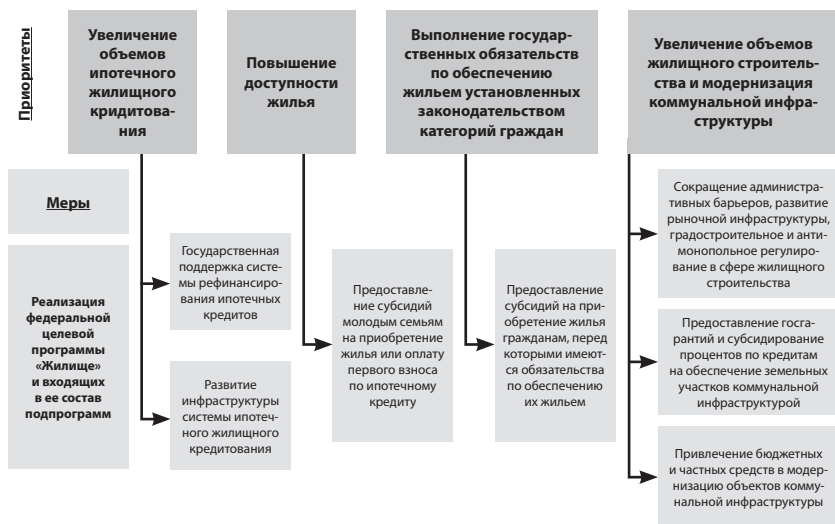 Приоритеты
Увеличение
объемов
ипотечного
жилищного
кридитова-
ния
Повышение
доступности
жилья
Выполнение государ-
ственных обязательств
по обеспечению
жильем установленных
законодательством
категорий граждан
Увеличение объемов
жилищного строитель-
ства и модернизация
коммунальной инфра-
структуры
Меры
Реализация
федеральной
целевой
программы
«Жилище»
и входящих
в ее состав
подпрограмм
Государственная
поддержка систе-
мы рефинансиро-
вания ипотечных
кредитов
Развитие
инфраструктуры
системы ипотеч-
ного жилищного
кредитования
Предоставле-
ние субсидий
молодым семьям
на приобретение
жилья или оплату
первого взноса
по ипотечному
кредиту
Предоставление
субсидий на при-
обретение жилья
гражданам, перед
которыми имеют-
ся обязательства
по обеспечению
их жильем
Сокращение администра-
тивных барьеров, развитие
рыночной инфраструктуры,
градостроительное и анти-
монопольное регулиро-
вание в сфере жилищного
строительства
Предоставление госга-
рантий и субсидирование
процентов по кредитам
на обеспечение земельных
участков коммунальной
инфраструктурой
Привлечение бюджетных
и частных средств в модер-
низацию объектов комму-
нальной инфраструктуры